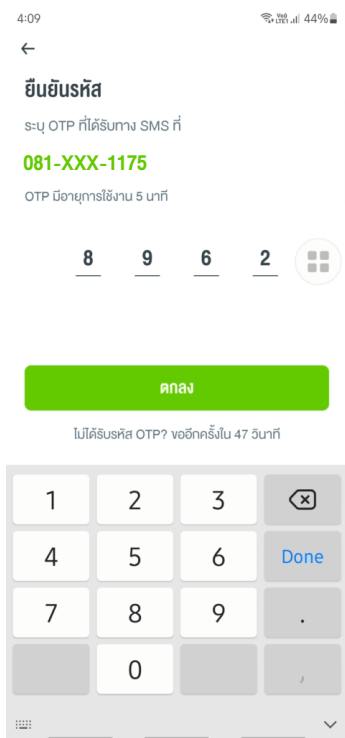 4:09
Vo) LTE1 44%
ยืนยันรหัส
ระบุ OTP ที่ได้รับทาง SMS ที่
081-XXX-1175
OTP มีอายุการใช้งาน 5 นาที
8 9 6 2
ตกลง
ไม่ได้รับรหัส OTP? ขออีกครั้งใน 47 วินาที
1 2 3
4 5 6 Done
7 8 9 .
0 ,